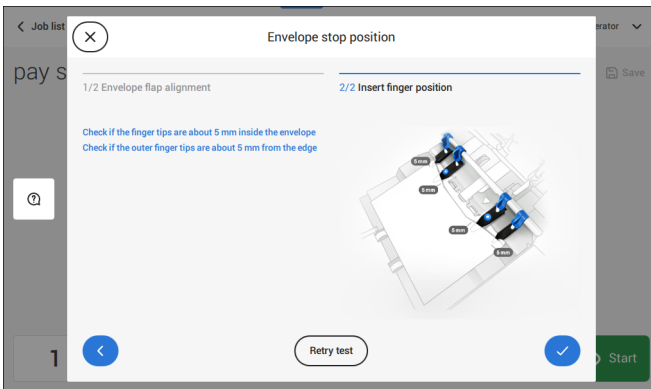 Job list
Envelope stop position
erator
pay s
Save
1/2 Envelope flap alignment
2/2 Insert finger position
Check if the finger tips are about 5 mm inside the envelope
Check if the outer finger tips are about 5 mm from the edge
5 mm
5 mm
5 mm
5 mm
1
Retry test
Start